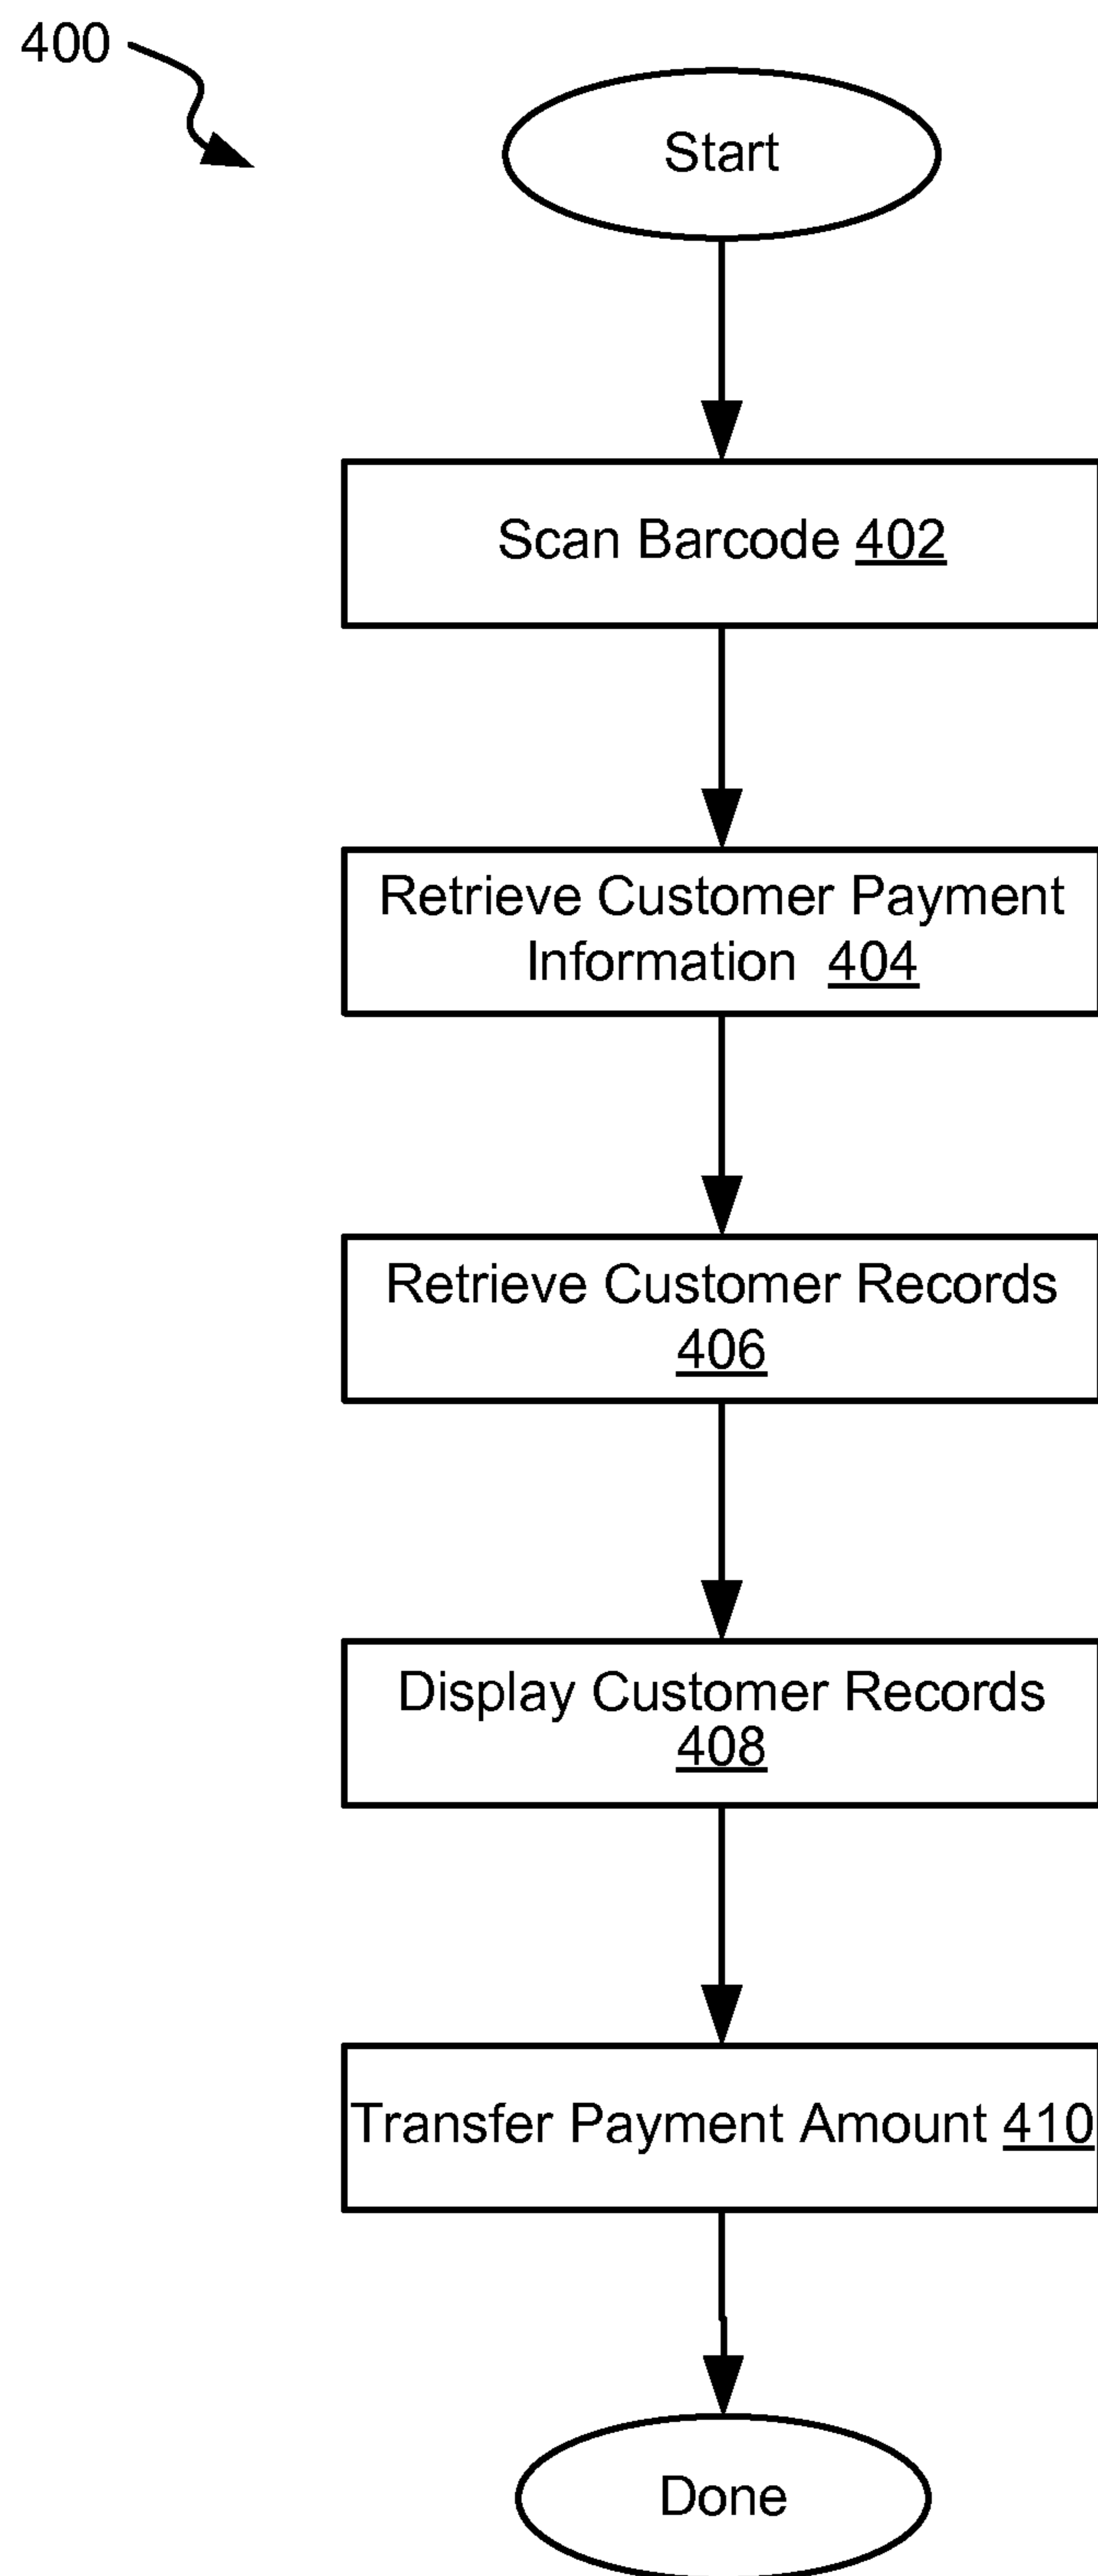 400
Start
Scan Barcode 402
Retrieve Customer Payment
Information 404
Retrieve Customer Records
406
Display Customer Records
408
Transfer Payment Amount 410
Done